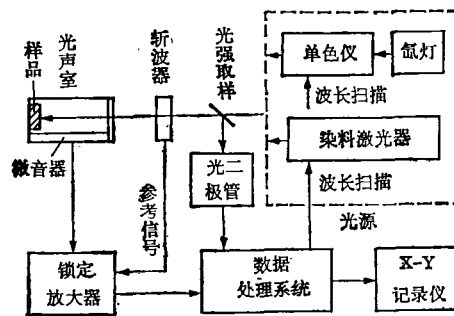 样品
光声室
斩波器
光强取样
单色仪
氙灯
波长扫描
染料激光器
微音器
参考信号
光二
极管
波长扫描
光源
锁定
放大器
数据
处理系统
X-Y
记录仪